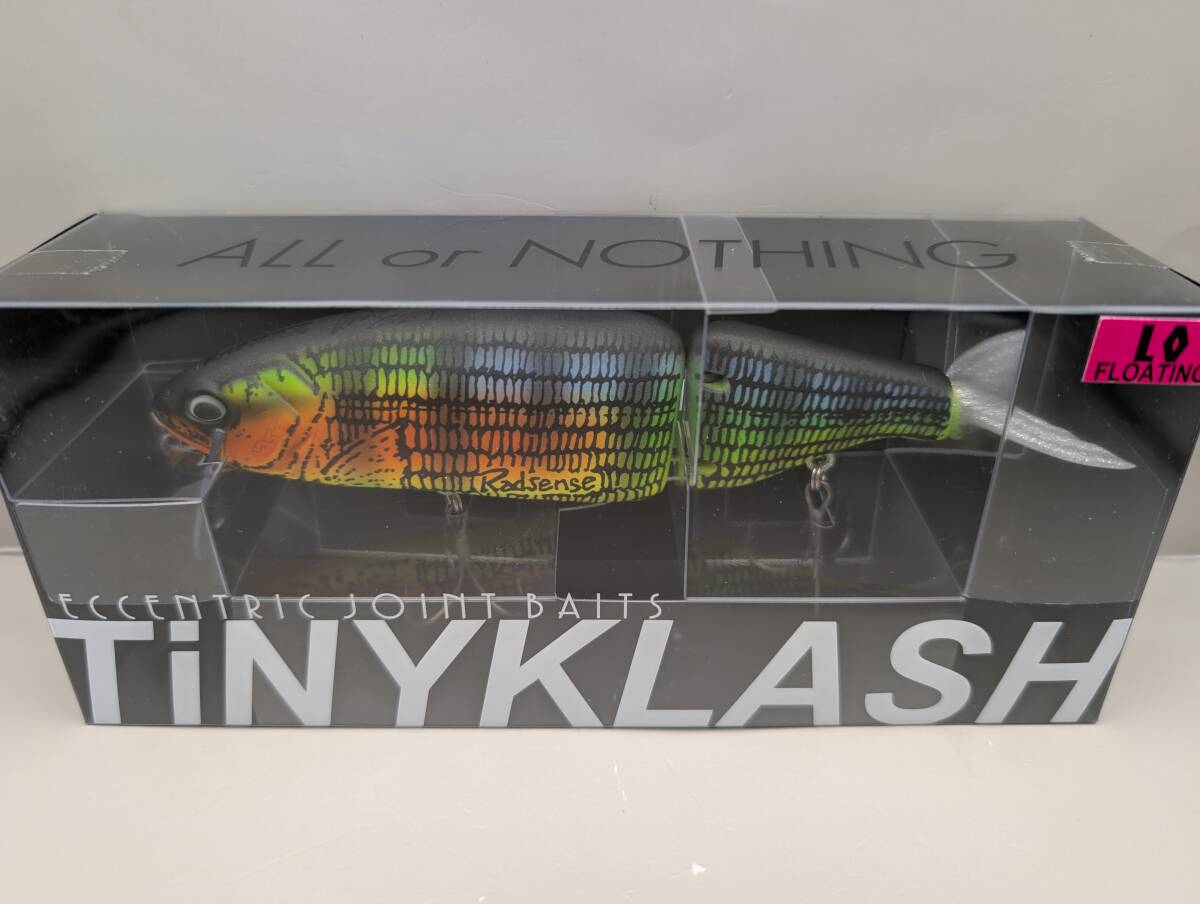 ALL or NOTHING
LO
FLOATING
Radsense
ECCENTRIC JOINT BAITS
TiNYKLASH